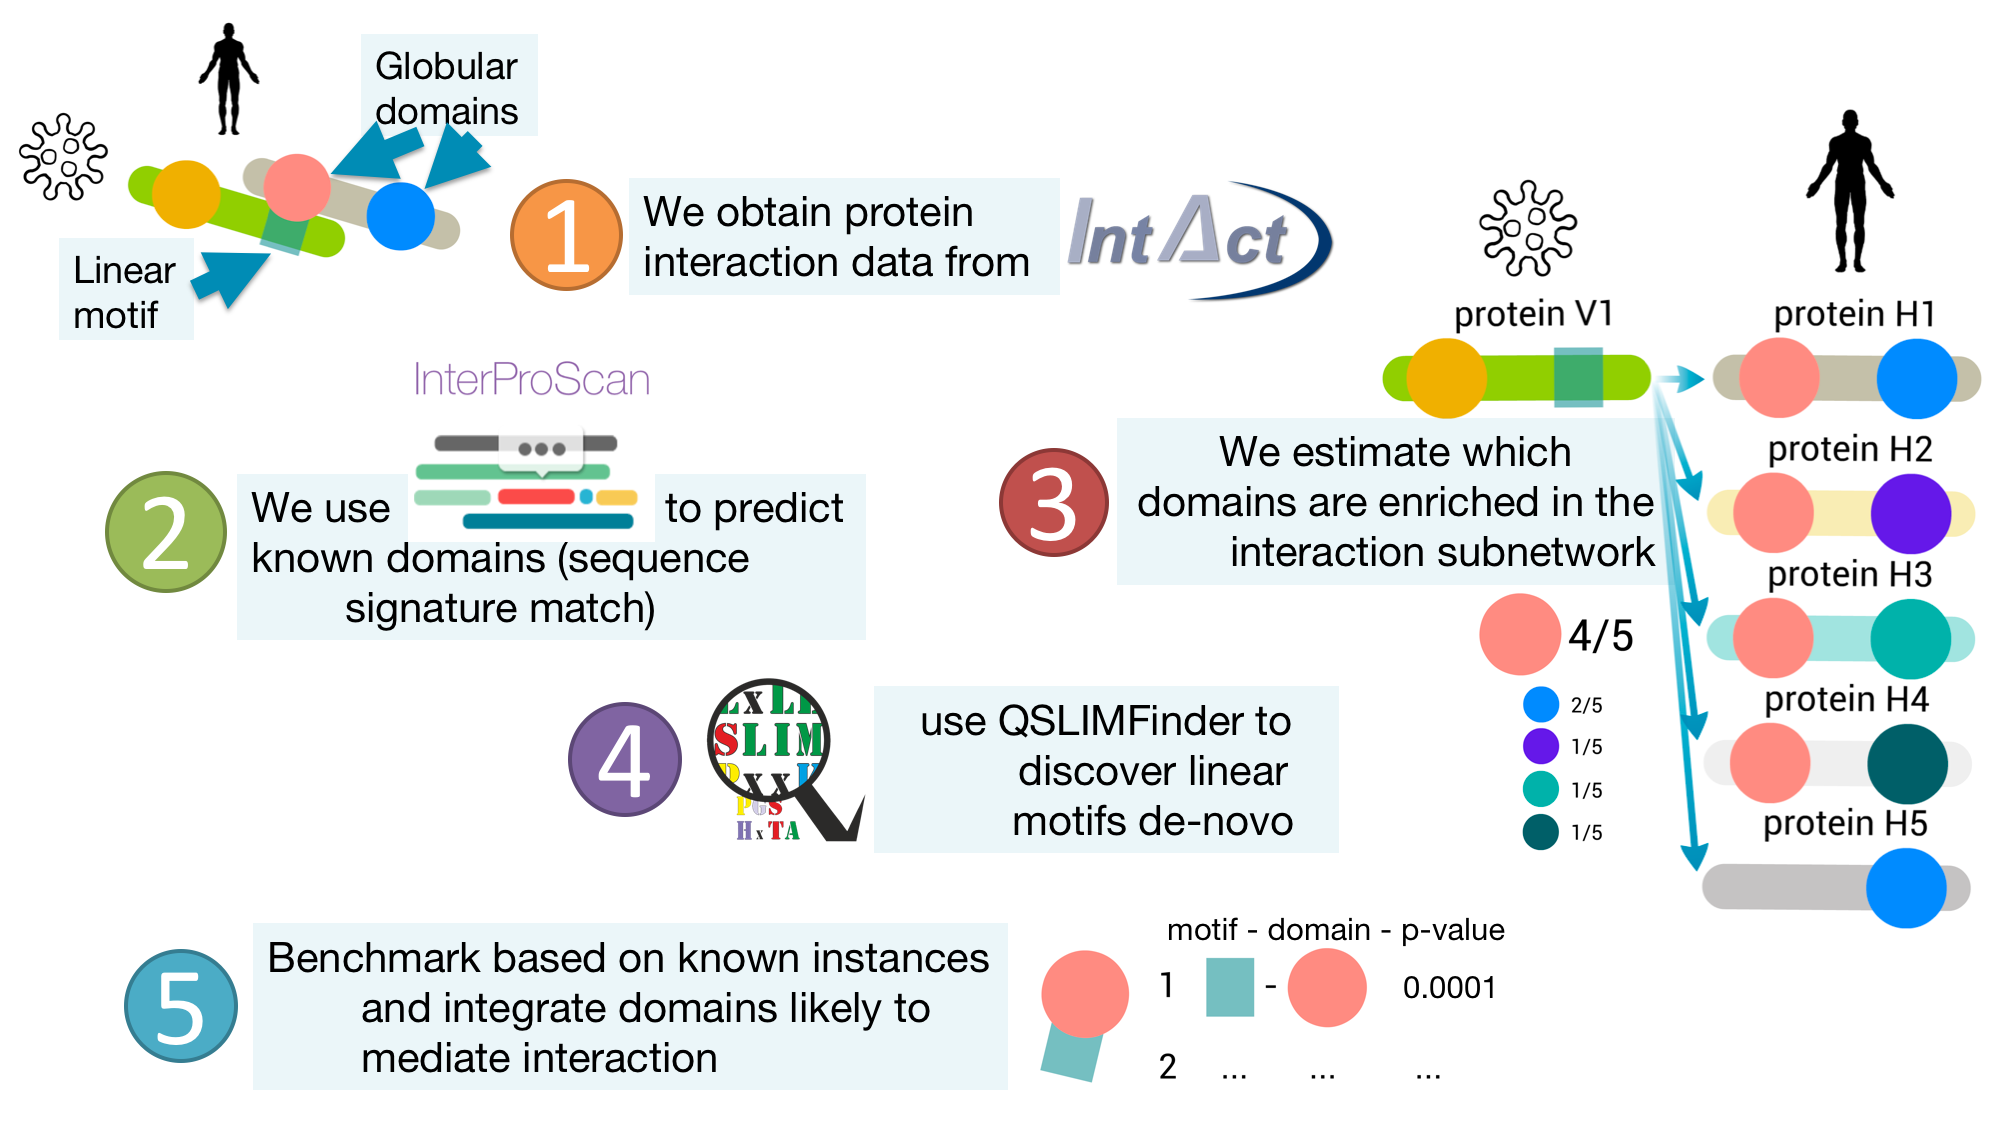 Globular
domains
Linear
motif
1
We obtain protein
interaction data from
IntAct
InterProScan
2
We use
to predict
known domains (sequence
signature match)
protein V1
protein H1
protein H2
protein H3
protein H4
protein H5
3
We estimate which
domains are enriched in the
interaction subnetwork
4/5
2/5
1/5
1/5
1/5
4
SLIM
PGS
HxTA
use QSLIMFinder to
discover linear
motifs de-novo
5
Benchmark based on known instances
and integrate domains likely to
mediate interaction
motif - domain - p-value
1 - 0.0001
2 ... ... ...